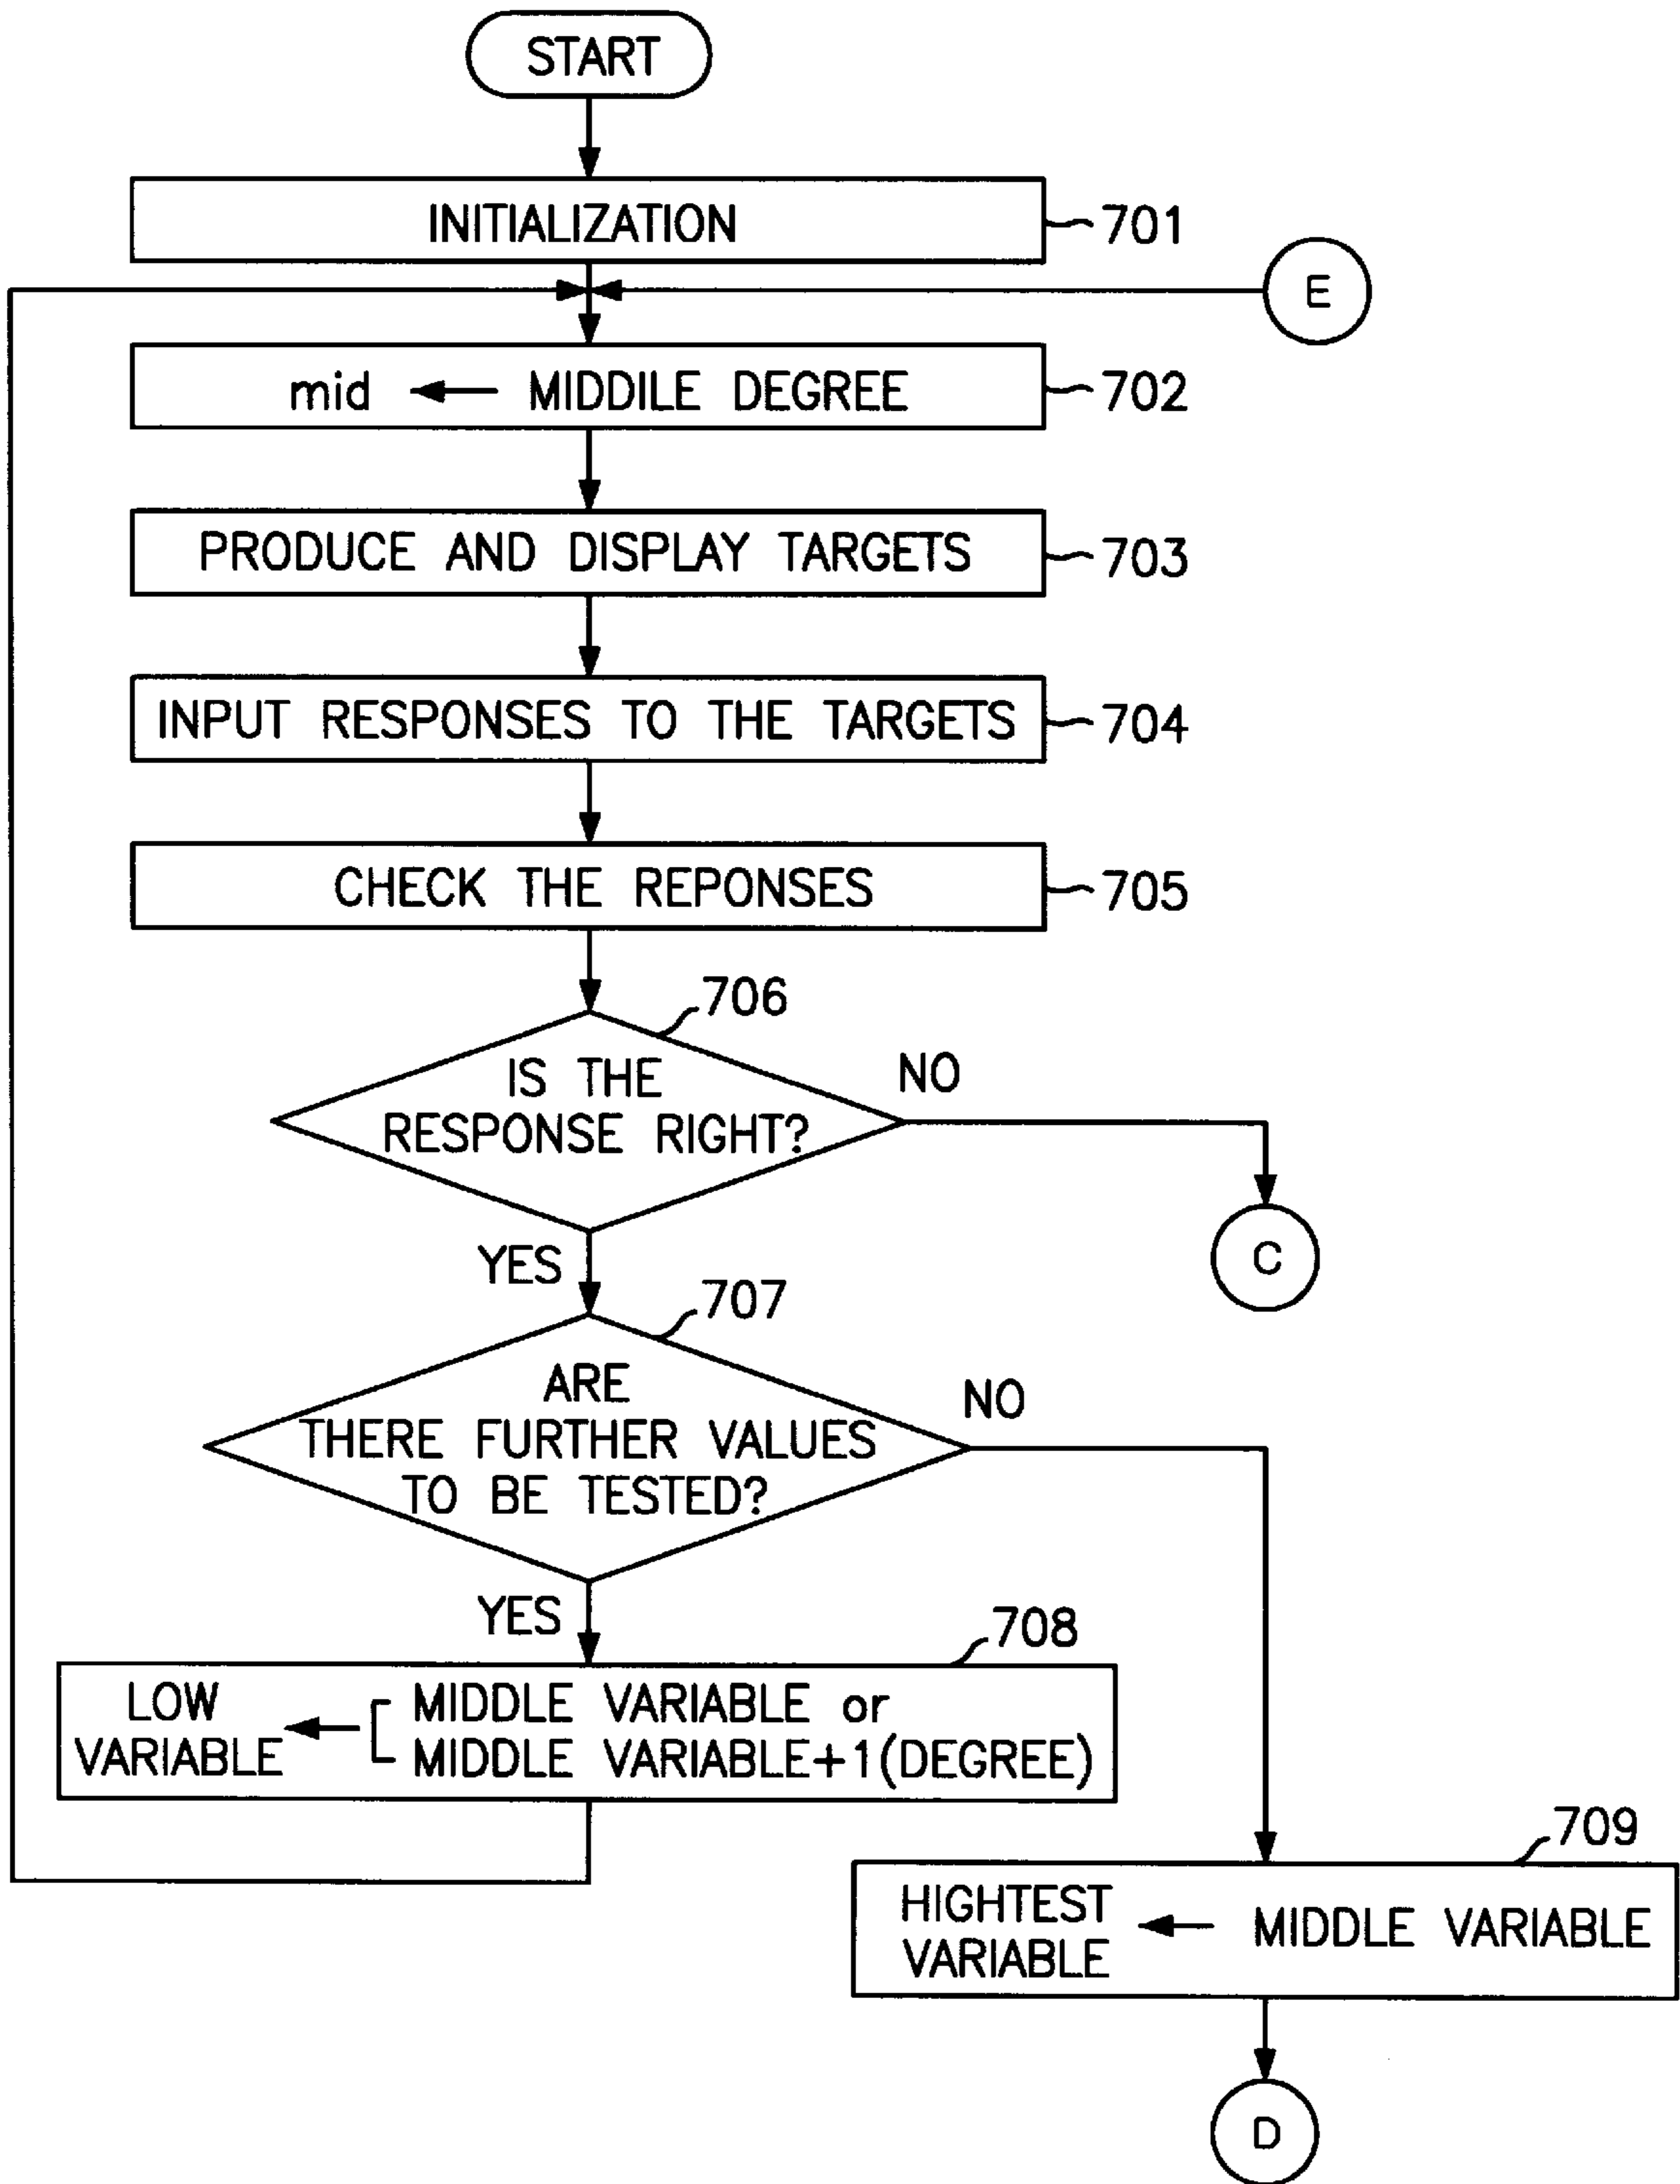 START
INITIALIZATION
701
E
mid ← MIDDILE DEGREE
702
PRODUCE AND DISPLAY TARGETS
703
INPUT RESPONSES TO THE TARGETS
704
CHECK THE REPONSES
705
706
IS THE
RESPONSE RIGHT?
NO
C
YES
707
ARE
THERE FURTHER VALUES
TO BE TESTED?
NO
YES
708
LOW
VARIABLE
← MIDDLE VARIABLE or
MIDDLE VARIABLE+1(DEGREE)
709
HIGHTEST
VARIABLE
← MIDDLE VARIABLE
D